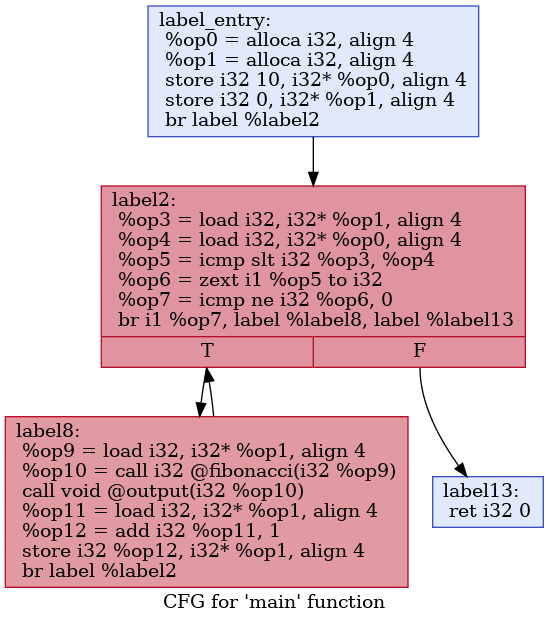 label_entry:
%op0 = alloca i32, align 4
%op1 = alloca i32, align 4
store i32 10, i32* %op0, align 4
store i32 0, i32* %op1, align 4
br label %label2
label2:
%op3 = load i32, i32* %op1, align 4
%op4 = load i32, i32* %op0, align 4
%op5 = icmp slt i32 %op3, %op4
%op6 = zext i1 %op5 to i32
%op7 = icmp ne i32 %op6, 0
br i1 %op7, label %label8, label %label13
T
F
label8:
%op9 = load i32, i32* %op1, align 4
%op10 = call i32 @fibonacci(i32 %op9)
call void @output(i32 %op10)
%op11 = load i32, i32* %op1, align 4
%op12 = add i32 %op11, 1
store i32 %op12, i32* %op1, align 4
br label %label2
label13:
ret i32 0
CFG for 'main' function